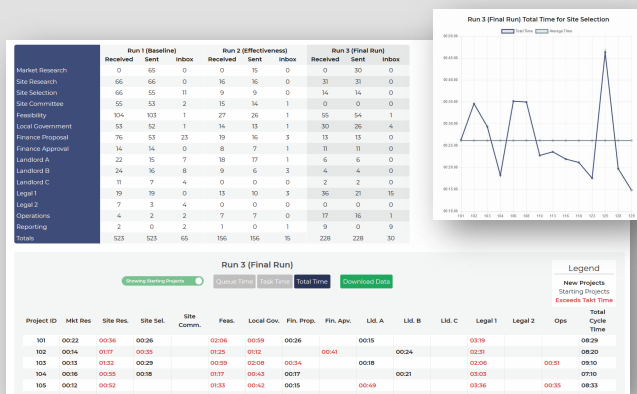 Run 3 (Final Run) Total Time for Site Selection
Total Time Average Time
Run 1 (Baseline) Run 2 (Effectiveness) Run 3 (Final Run)
Received Sent Inbox Received Sent Inbox Received Sent Inbox
Market Research 0 65 0 0 15 0 0 30 0
Site Research 66 66 0 16 16 0 31 31 0
Site Selection 66 55 11 9 9 0 14 14 0
Site Committee 55 53 2 15 14 1 0 0 0
Feasibility 104 103 1 27 26 1 55 54 1
Local Government 53 52 1 14 13 1 30 26 4
Finance Proposal 76 53 23 19 16 3 13 13 0
Finance Approval 14 14 0 8 7 1 11 11 0
Landlord A 22 15 7 18 17 1 6 6 0
Landlord B 24 16 8 9 6 3 4 4 0
Landlord C 11 7 4 0 0 0 2 2 0
Legal 1 19 19 0 13 10 3 36 21 15
Legal 2 7 3 4 0 0 0 0 0 0
Operations 4 2 2 7 7 0 17 16 1
Reporting 2 0 2 1 0 1 9 0 9
Totals 523 523 65 156 156 15 228 228 30
Run 3 (Final Run)
Showing Starting Projects Queue Time Task Time Total Time Download Data
Legend
New Projects
Starting Projects
Exceeds Takt Time
Project ID Mkt Res Site Res. Site Sel. Site Comm. Feas. Local Gov. Fin. Prop. Fin. Apv. Lld. A Lld. B Lld. C Legal 1 Legal 2 Ops Total Cycle Time
101 00:22 00:36 00:26 02:06 00:59 00:26 00:15 03:19 08:29
102 00:14 01:17 00:35 01:25 01:12 00:41 00:24 02:31 08:20
103 00:13 01:32 00:29 00:59 02:08 00:34 00:18 02:06 00:51 09:10
104 00:16 00:55 00:18 01:17 00:43 00:17 00:21 03:03 07:10
105 00:12 00:52 01:33 00:42 00:15 00:49 03:36 00:35 08:33